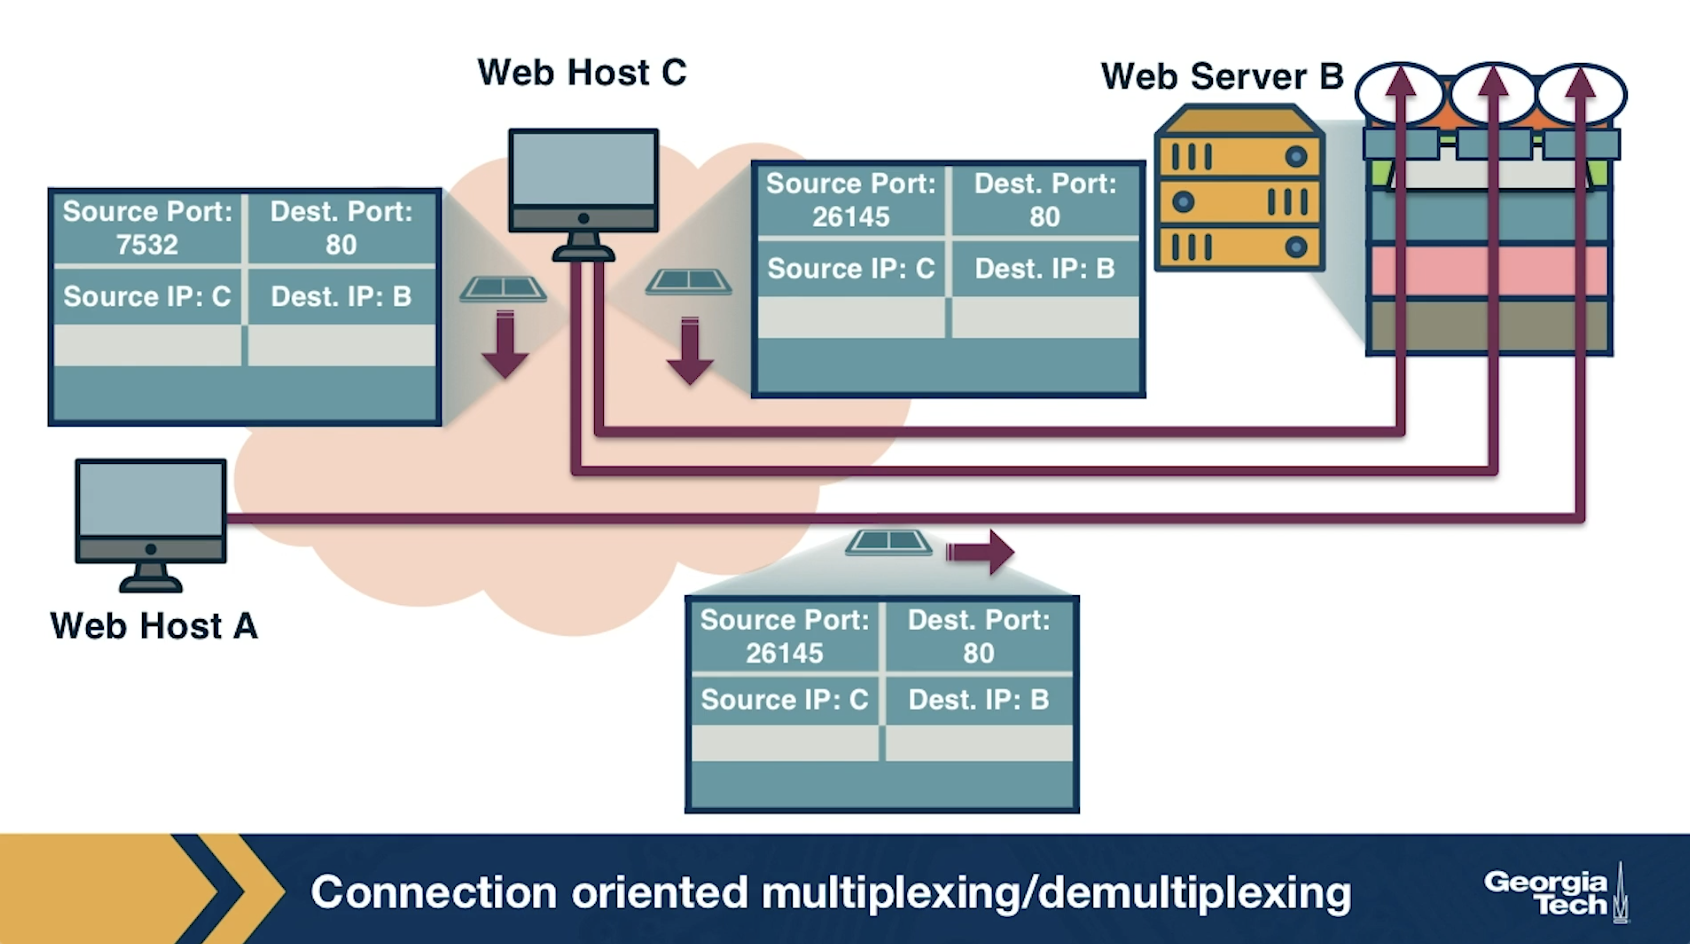 Web Host C
Web Server B
Source Port:
7532
Dest. Port:
80
Source IP: C
Dest. IP: B
Source Port:
26145
Dest. Port:
80
Source IP: C
Dest. IP: B
Web Host A
Source Port:
26145
Dest. Port:
80
Source IP: C
Dest. IP: B
Connection oriented multiplexing/demultiplexing
Georgia
Tech